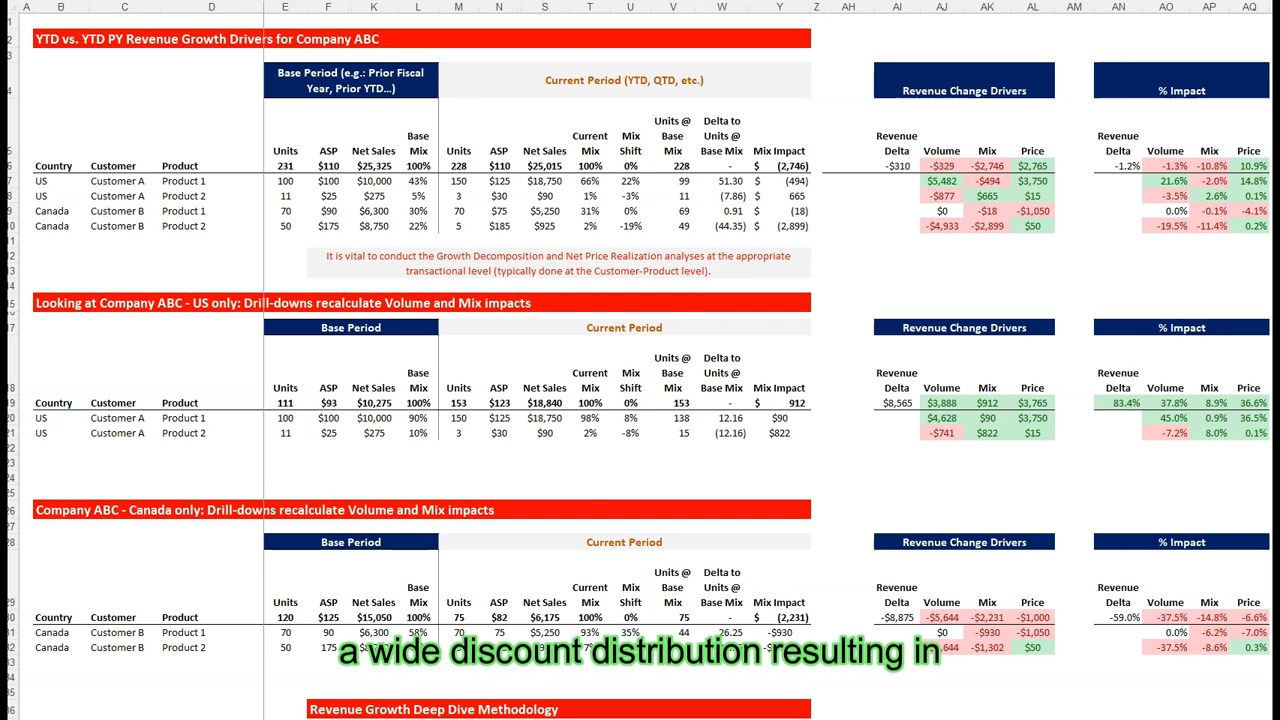 A B C D E F K L M N S T U V W Y Z AH AI AJ AK AL AM AN AO AP AQ
YTD vs. YTD PY Revenue Growth Drivers for Company ABC
Base Period (e.g.: Prior Fiscal Year, Prior YTD…) Current Period (YTD, QTD, etc.) Revenue Change Drivers % Impact
Units @ Delta to
Base Current Mix Base Units @ Revenue Revenue
Units ASP Net Sales Mix Units ASP Net Sales Mix Shift Mix Base Mix Mix Impact Delta Volume Mix Price Delta Volume Mix Price
Country Customer Product 231 $110 $25,325 100% 228 $110 $25,015 100% 0% 228 - $ (2,746) -$310 -$329 -$2,746 $2,765 -1.2% -1.3% -10.8% 10.9%
US Customer A Product 1 100 $100 $10,000 43% 150 $125 $18,750 66% 22% 99 51.30 $ (494) $5,482 -$494 $3,750 21.6% -2.0% 14.8%
US Customer A Product 2 11 $25 $275 5% 3 $30 $90 1% -3% 11 (7.86) $ 665 -$877 $665 $15 -3.5% 2.6% 0.1%
Canada Customer B Product 1 70 $90 $6,300 30% 70 $75 $5,250 31% 0% 69 0.91 $ (18) $0 -$18 -$1,050 0.0% -0.1% -4.1%
Canada Customer B Product 2 50 $175 $8,750 22% 5 $185 $925 2% -19% 49 (44.35) $ (2,899) -$4,933 -$2,899 $50 -19.5% -11.4% 0.2%
It is vital to conduct the Growth Decomposition and Net Price Realization analyses at the appropriate
transactional level (typically done at the Customer-Product level).
Looking at Company ABC - US only: Drill-downs recalculate Volume and Mix impacts
Base Period Current Period Revenue Change Drivers % Impact
Units @ Delta to
Base Current Mix Base Units @ Revenue Revenue
Units ASP Net Sales Mix Units ASP Net Sales Mix Shift Mix Base Mix Mix Impact Delta Volume Mix Price Delta Volume Mix Price
Country Customer Product 111 $93 $10,275 100% 153 $123 $18,840 100% 0% 153 - $ 912 $8,565 $3,888 $912 $3,765 83.4% 37.8% 8.9% 36.6%
US Customer A Product 1 100 $100 $10,000 90% 150 $125 $18,750 98% 8% 138 12.16 $90 $4,628 $90 $3,750 45.0% 0.9% 36.5%
US Customer A Product 2 11 $25 $275 10% 3 $30 $90 2% -8% 15 (12.16) $822 -$741 $822 $15 -7.2% 8.0% 0.1%
Company ABC - Canada only: Drill-downs recalculate Volume and Mix impacts
Base Period Current Period Revenue Change Drivers % Impact
Units @ Delta to
Base Current Mix Base Units @ Revenue Revenue
Units ASP Net Sales Mix Units ASP Net Sales Mix Shift Mix Base Mix Mix Impact Delta Volume Mix Price Delta Volume Mix Price
Country Customer Product 120 $125 $15,050 100% 75 $82 $6,175 100% 0% 75 - $ (2,231) -$8,875 -$5,644 -$2,231 -$1,000 -59.0% -37.5% -14.8% -6.6%
Canada Customer B Product 1 70 90 $6,300 58% 70 75 $5,250 93% 35% 44 26.25 -$930 $0 -$930 -$1,050 0.0% -6.2% -7.0%
Canada Customer B Product 2 50 175 -$1,302 $50 -37.5% -8.6% 0.3%
a wide discount distribution resulting in
Revenue Growth Deep Dive Methodology